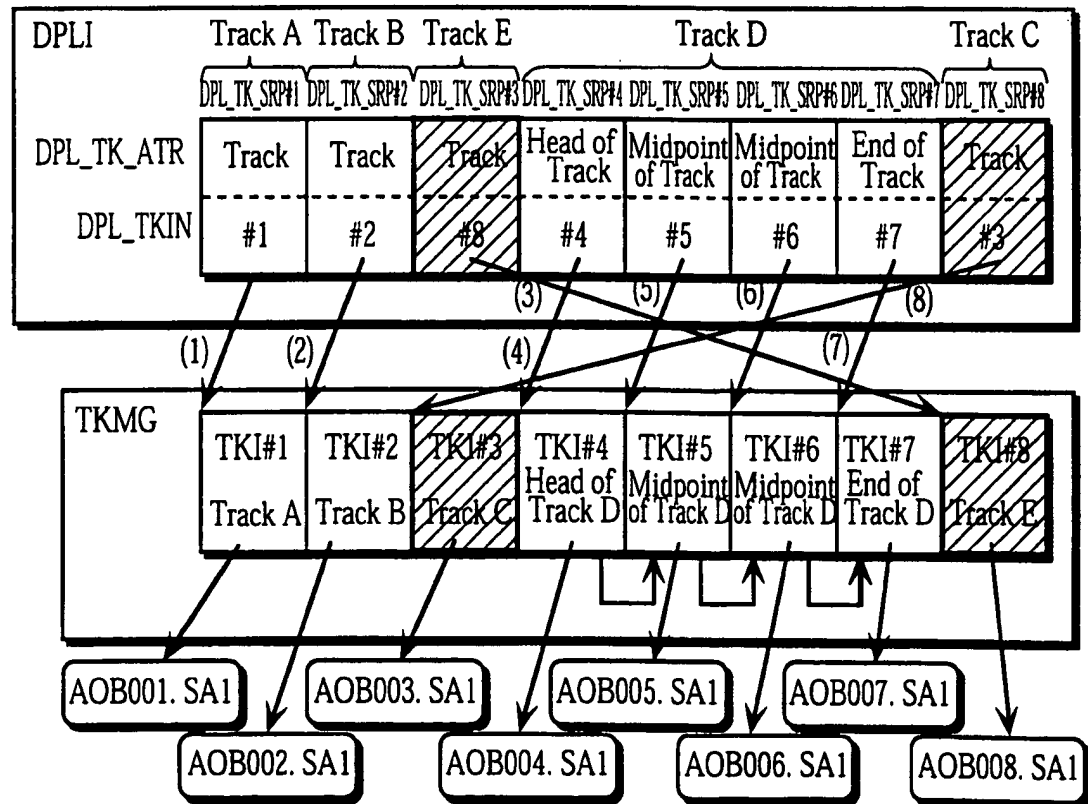 DPLI
Track A Track B Track E Track D Track C
DPL_TK_SRP#1 DPL_TK_SRP#2 DPL_TK_SRP#3 DPL_TK_SRP#4 DPL_TK_SRP#5 DPL_TK_SRP#6 DPL_TK_SRP#7 DPL_TK_SRP#8
DPL_TK_ATR
Track
Track
Track
Head of
Track
Midpoint
of Track
Midpoint
of Track
End of
Track
Track
DPL_TKIN
#1 #2 #8 #4 #5 #6 #7 #3
(3) (5) (6) (8)
(1) (2) (4) (7)
TKMG
TKI#1
Track A
TKI#2
Track B
TKI#3
Track C
TKI#4
Head of
Track D
TKI#5
Midpoint
of Track D
TKI#6
Midpoint
of Track D
TKI#7
End of
Track D
TKI#8
Track E
AOB001. SA1 AOB003. SA1 AOB005. SA1 AOB007. SA1
AOB002. SA1 AOB004. SA1 AOB006. SA1 AOB008. SA1